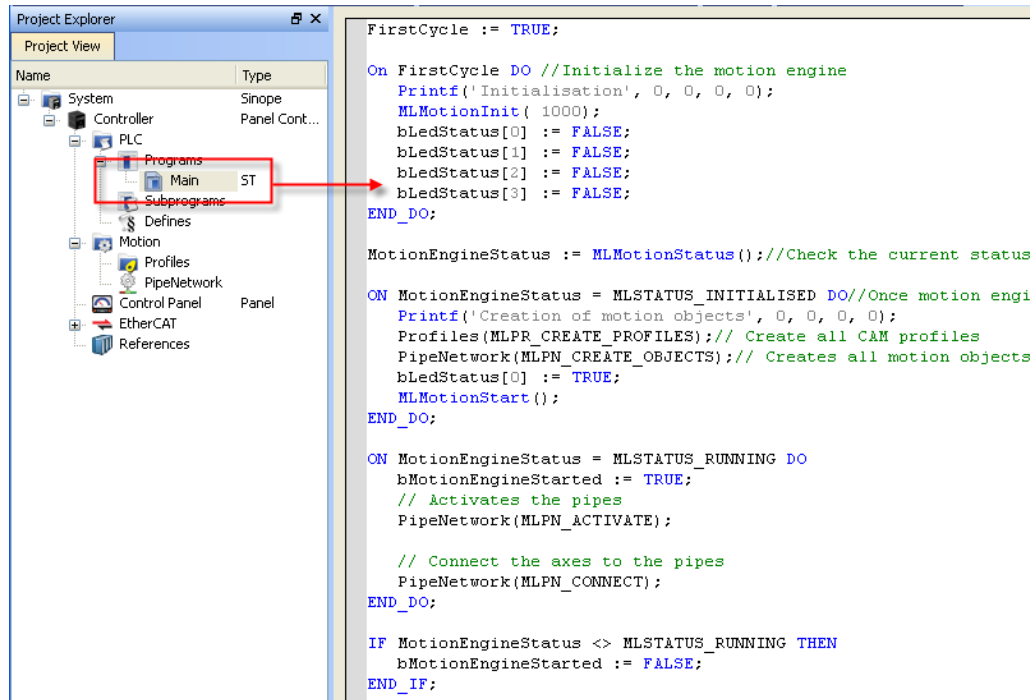 Project Explorer
Project View
Name Type
System Sinope
Controller Panel Cont...
PLC
Programs
Main ST
Subprograms
Defines
Motion
Profiles
PipeNetwork
Control Panel Panel
EtherCAT
References
FirstCycle := TRUE;
On FirstCycle DO //Initialize the motion engine
Printf('Initialisation', 0, 0, 0, 0);
MLMotionInit( 1000);
bLedStatus[0] := FALSE;
bLedStatus[1] := FALSE;
bLedStatus[2] := FALSE;
bLedStatus[3] := FALSE;
END_DO;
MotionEngineStatus := MLMotionStatus();//Check the current status
ON MotionEngineStatus = MLSTATUS_INITIALISED DO//Once motion engi
Printf('Creation of motion objects', 0, 0, 0, 0);
Profiles(MLPR_CREATE_PROFILES);// Create all CAM profiles
PipeNetwork(MLPN_CREATE_OBJECTS);// Creates all motion objects
bLedStatus[0] := TRUE;
MLMotionStart();
END_DO;
ON MotionEngineStatus = MLSTATUS_RUNNING DO
bMotionEngineStarted := TRUE;
// Activates the pipes
PipeNetwork(MLPN_ACTIVATE);
// Connect the axes to the pipes
PipeNetwork(MLPN_CONNECT);
END_DO;
IF MotionEngineStatus <> MLSTATUS_RUNNING THEN
bMotionEngineStarted := FALSE;
END_IF;